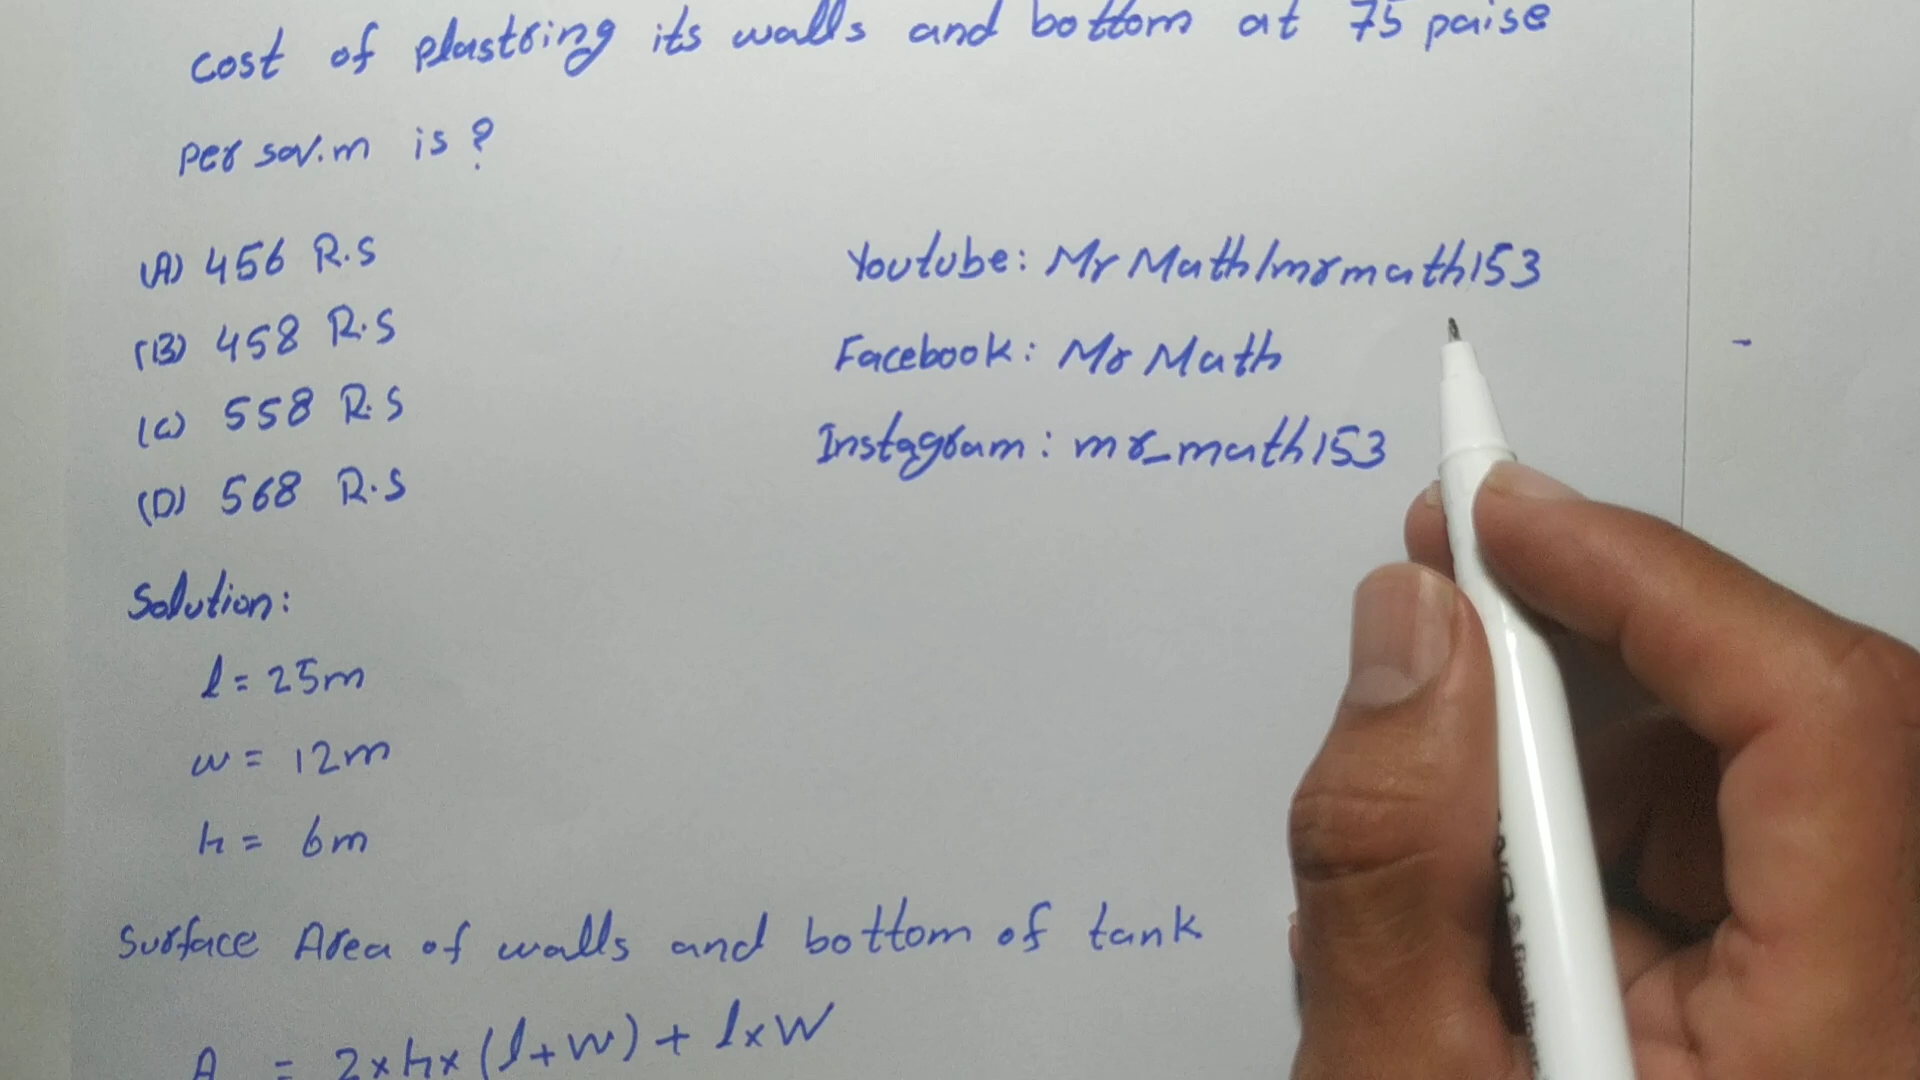 cost of plastring its walls and bottom at 75 paise
per sqr.m is?
(A) 456 R.S
(B) 458 R.S
(C) 558 R.S
(D) 568 R.S
Youtube: Mr Math/mrmath153
Facebook: Mr Math
Instagram: mr_math153
Solution:
l = 25m
w = 12m
h = 6m
Surface Area of walls and bottom of tank
A = 2×h×(l+w)+l×w